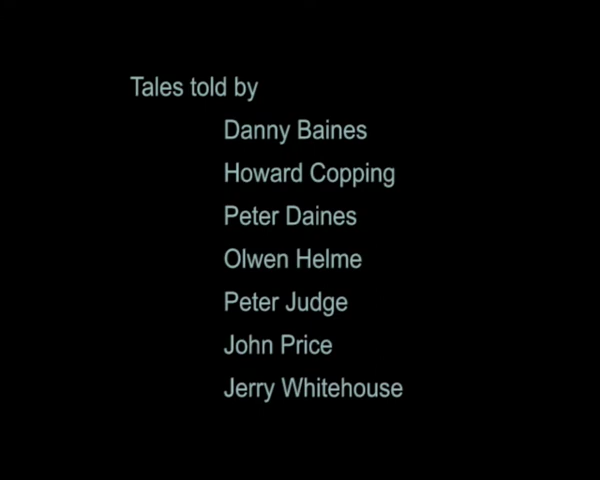 Tales told by
Danny Baines
Howard Copping
Peter Daines
Olwen Helme
Peter Judge
John Price
Jerry Whitehouse